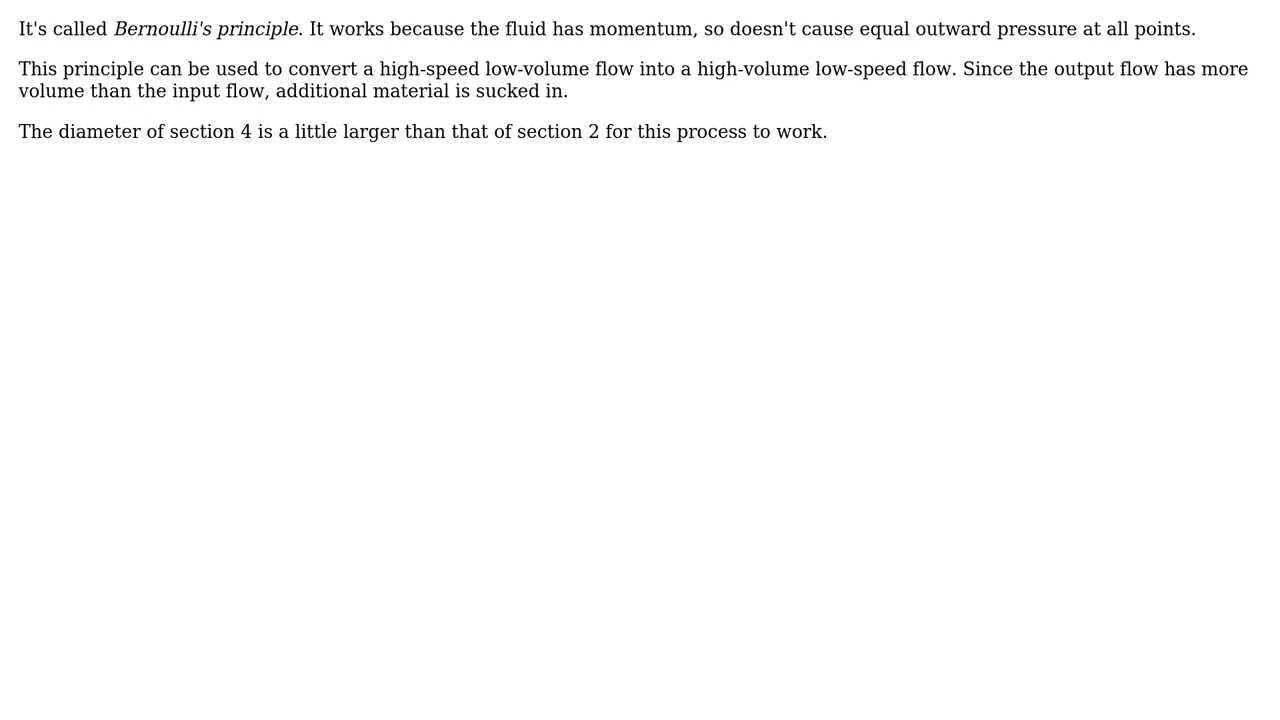 It's called Bernoulli's principle. It works because the fluid has momentum, so doesn't cause equal outward pressure at all points.
This principle can be used to convert a high-speed low-volume flow into a high-volume low-speed flow. Since the output flow has more
volume than the input flow, additional material is sucked in.
The diameter of section 4 is a little larger than that of section 2 for this process to work.